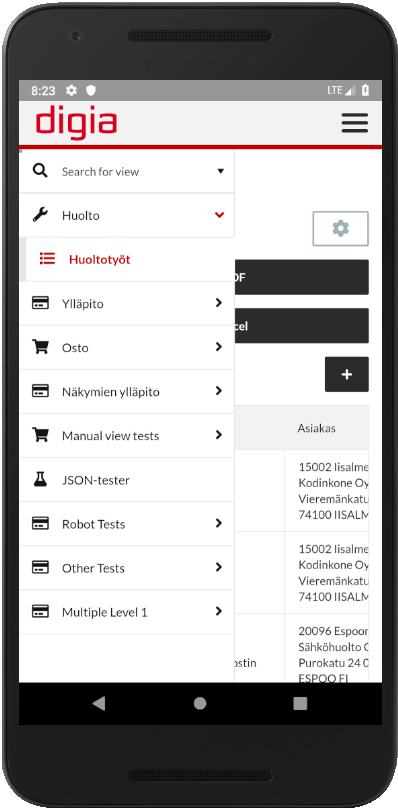 8:23
LTE
digia
Search for view
Huolto
Huoltotyöt
Ylläpito
Osto
Näkymien ylläpito
Manual view tests
JSON-tester
Robot Tests
Other Tests
Multiple Level 1
DF
cel
+
Asiakas
15002 Iisalme
Kodinkone Oy
Vieremänkatu
74100 IISALM
15002 Iisalme
Kodinkone Oy
Vieremänkatu
74100 IISALM
20096 Espoor
Sähköhuolto
Purokatu 24 0
ostin
ESPOO FI